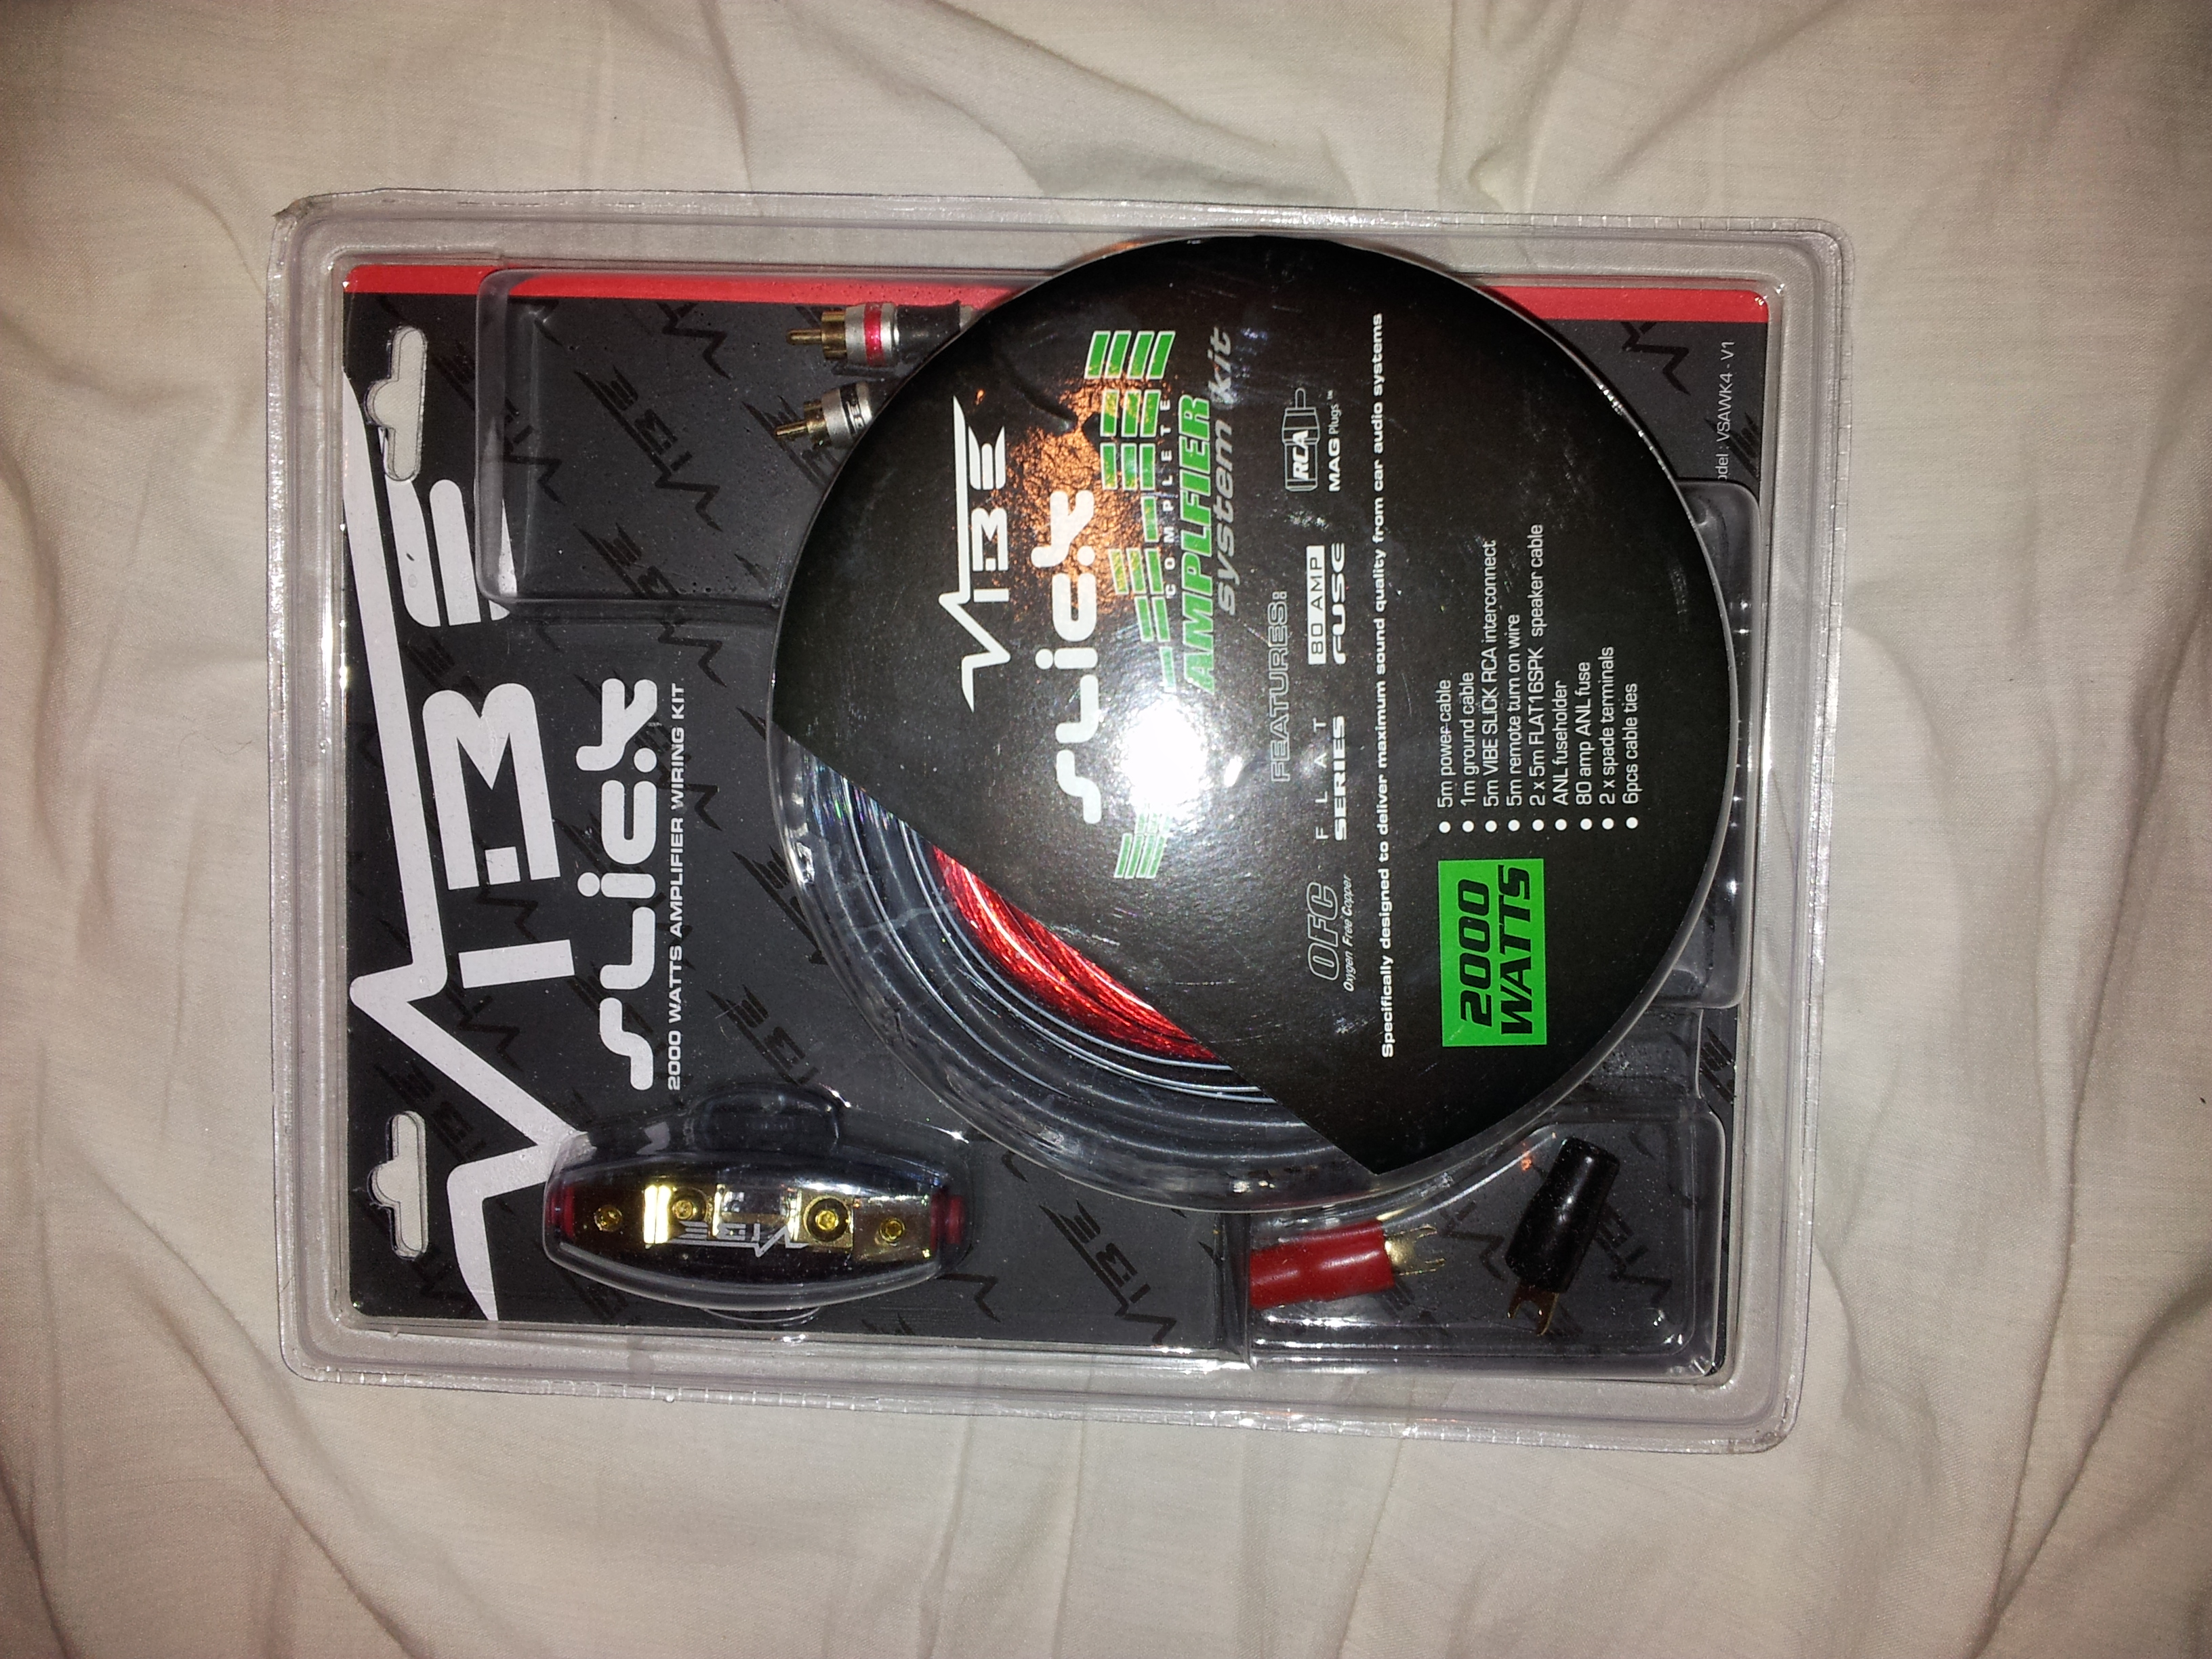 VIBE
SLICK
2000 WATTS AMPLIFIER WIRING KIT
VIBE
SLICK
COMPLETE
AMPLIFIER
system kit
FEATURES:
OFC
Oxygen Free Copper
FLAT
SERIES
80 AMP
FUSE
RCA
MAG Plugs™
Specifically designed to deliver maximum sound quality from car audio systems
2000
WATTS
• 5m power cable
• 1m ground cable
• 5m VIBE SLICK RCA interconnect
• 5m remote turn on wire
• 2 x 5m FLAT16SPK speaker cable
• ANL fuseholder
• 80 amp ANL fuse
• 2 x spade terminals
• 6pcs cable ties
odel : VSAWK4 - V1
VIBE